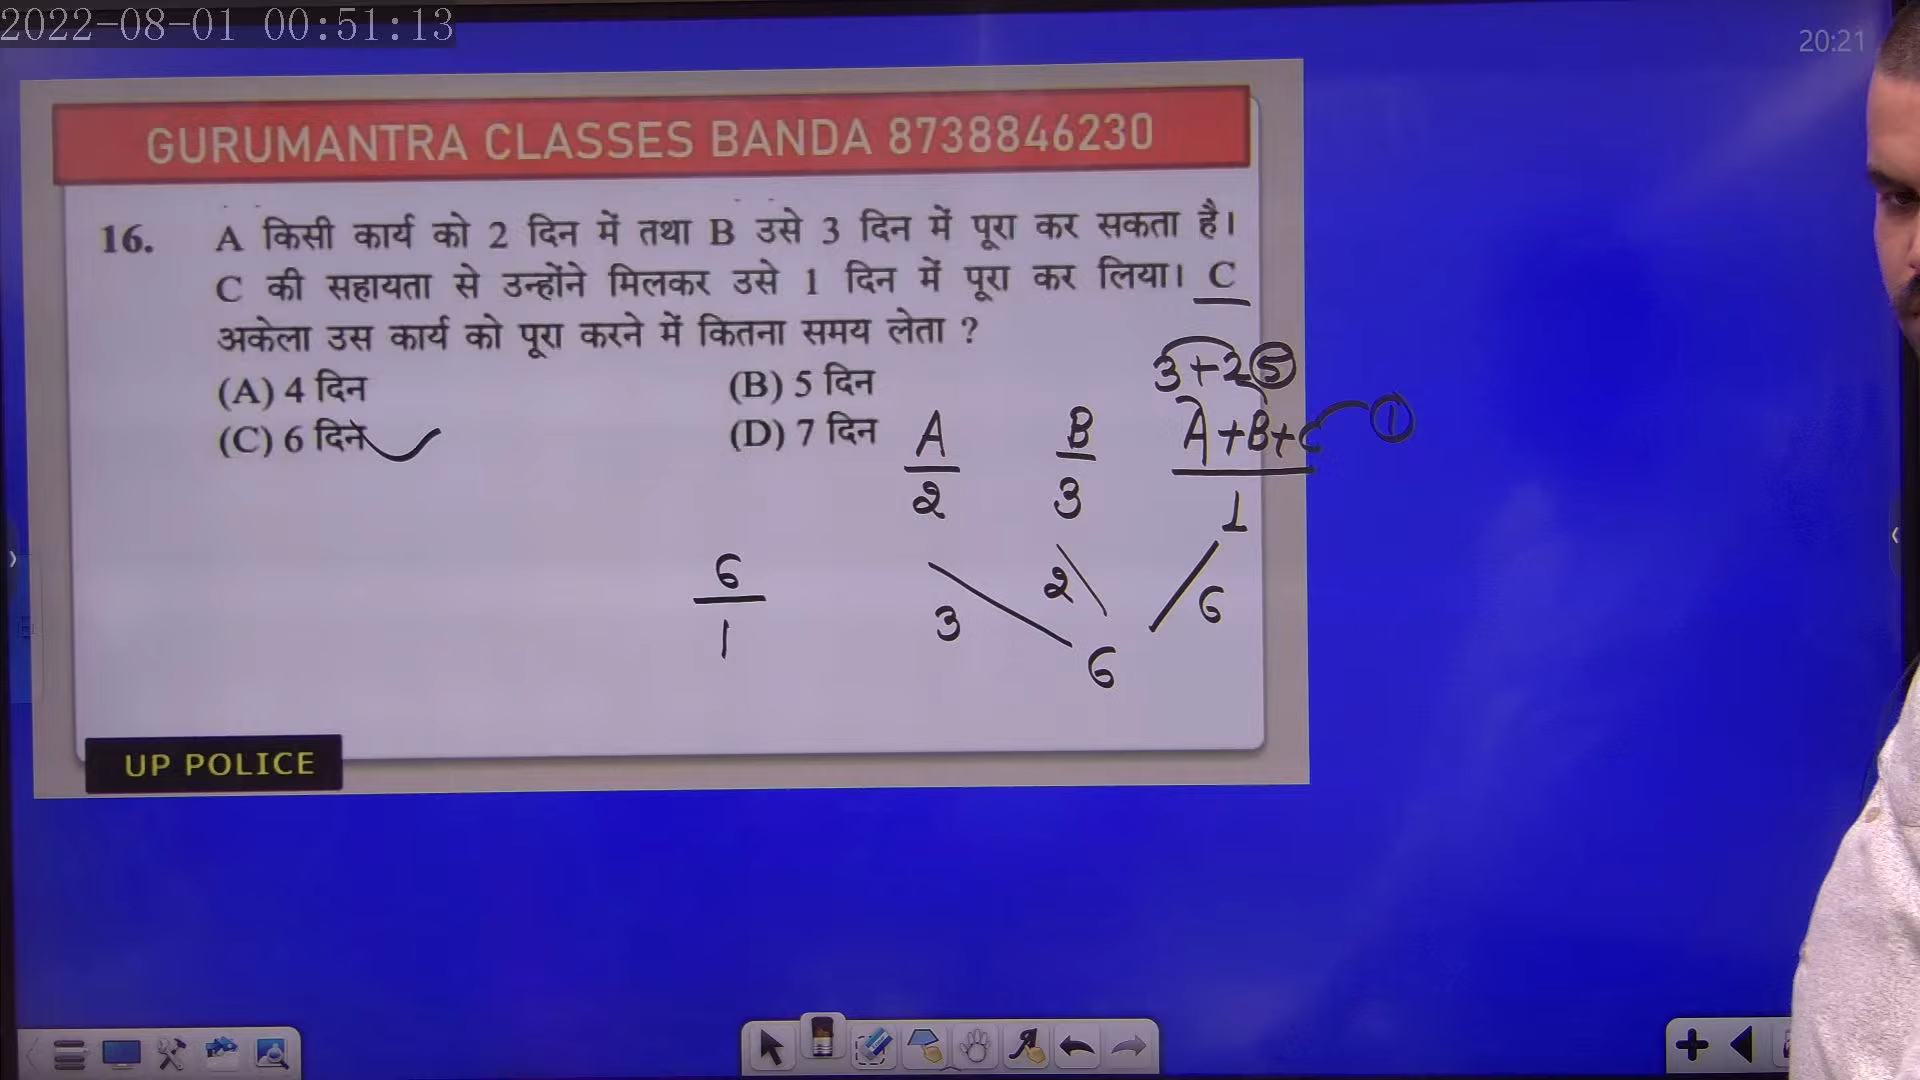 2022-08-01 00:51:13
20:21
GURUMANTRA CLASSES BANDA 8738846230
16. A किसी कार्य को 2 दिन में तथा B उसे 3 दिन में पूरा कर सकता है।
C की सहायता से उन्होंने मिलकर उसे 1 दिन में पूरा कर लिया। C
अकेला उस कार्य को पूरा करने में कितना समय लेता ?
(A) 4 दिन (B) 5 दिन
(C) 6 दिन (D) 7 दिन
3+2 5
A B A+B+C 1
2 3 1
6
1
3 2 6
6
UP POLICE